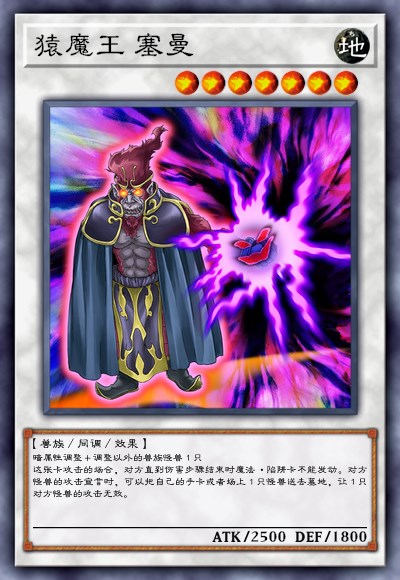 猿魔王 塞曼
地
【兽族／同调／效果】
暗属性调整＋调整以外的兽族怪兽１只
这张卡攻击的场合，对方直到伤害步骤结束时魔法·陷阱卡不能发动。对方
怪兽的攻击宣言时，可以把自己的手卡或者场上１只怪兽送去墓地，让１只
对方怪兽的攻击无效。
ATK/2500 DEF/1800